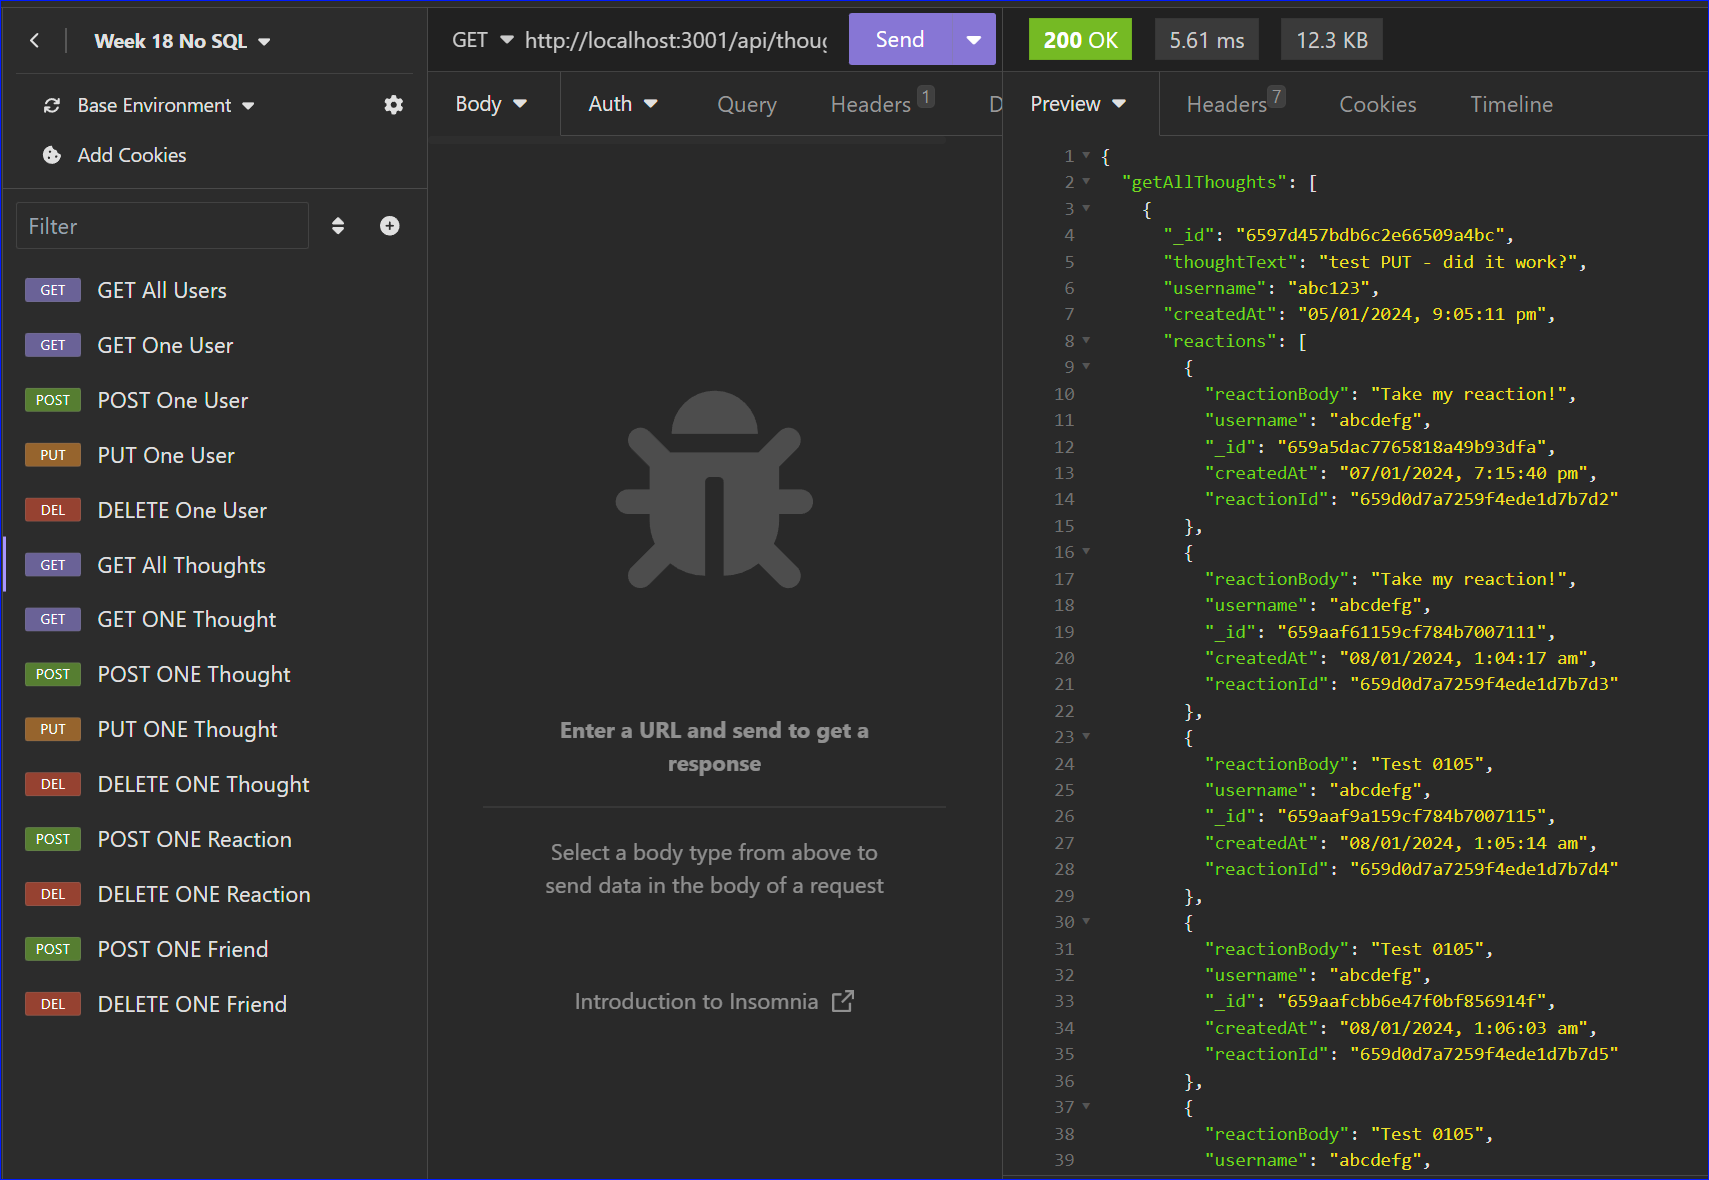 Week 18 No SQL
Base Environment
Add Cookies
Filter
GET GET All Users
GET GET One User
POST POST One User
PUT PUT One User
DEL DELETE One User
GET GET All Thoughts
GET GET ONE Thought
POST POST ONE Thought
PUT PUT ONE Thought
DEL DELETE ONE Thought
POST POST ONE Reaction
DEL DELETE ONE Reaction
POST POST ONE Friend
DEL DELETE ONE Friend
GET http://localhost:3001/api/thoug Send
Body Auth Query Headers 1 D
Enter a URL and send to get a
response
Select a body type from above to
send data in the body of a request
Introduction to Insomnia
200 OK 5.61 ms 12.3 KB
Preview Headers 7 Cookies Timeline
1 {
2 "getAllThoughts": [
3 {
4 "_id": "6597d457bdb6c2e66509a4bc",
5 "thoughtText": "test PUT - did it work?",
6 "username": "abc123",
7 "createdAt": "05/01/2024, 9:05:11 pm",
8 "reactions": [
9 {
10 "reactionBody": "Take my reaction!",
11 "username": "abcdefg",
12 "_id": "659a5dac7765818a49b93dfa",
13 "createdAt": "07/01/2024, 7:15:40 pm",
14 "reactionId": "659d0d7a7259f4ede1d7b7d2"
15 },
16 {
17 "reactionBody": "Take my reaction!",
18 "username": "abcdefg",
19 "_id": "659aaf61159cf784b7007111",
20 "createdAt": "08/01/2024, 1:04:17 am",
21 "reactionId": "659d0d7a7259f4ede1d7b7d3"
22 },
23 {
24 "reactionBody": "Test 0105",
25 "username": "abcdefg",
26 "_id": "659aaf9a159cf784b7007115",
27 "createdAt": "08/01/2024, 1:05:14 am",
28 "reactionId": "659d0d7a7259f4ede1d7b7d4"
29 },
30 {
31 "reactionBody": "Test 0105",
32 "username": "abcdefg",
33 "_id": "659aafcbb6e47f0bf856914f",
34 "createdAt": "08/01/2024, 1:06:03 am",
35 "reactionId": "659d0d7a7259f4ede1d7b7d5"
36 },
37 {
38 "reactionBody": "Test 0105",
39 "username": "abcdefg",